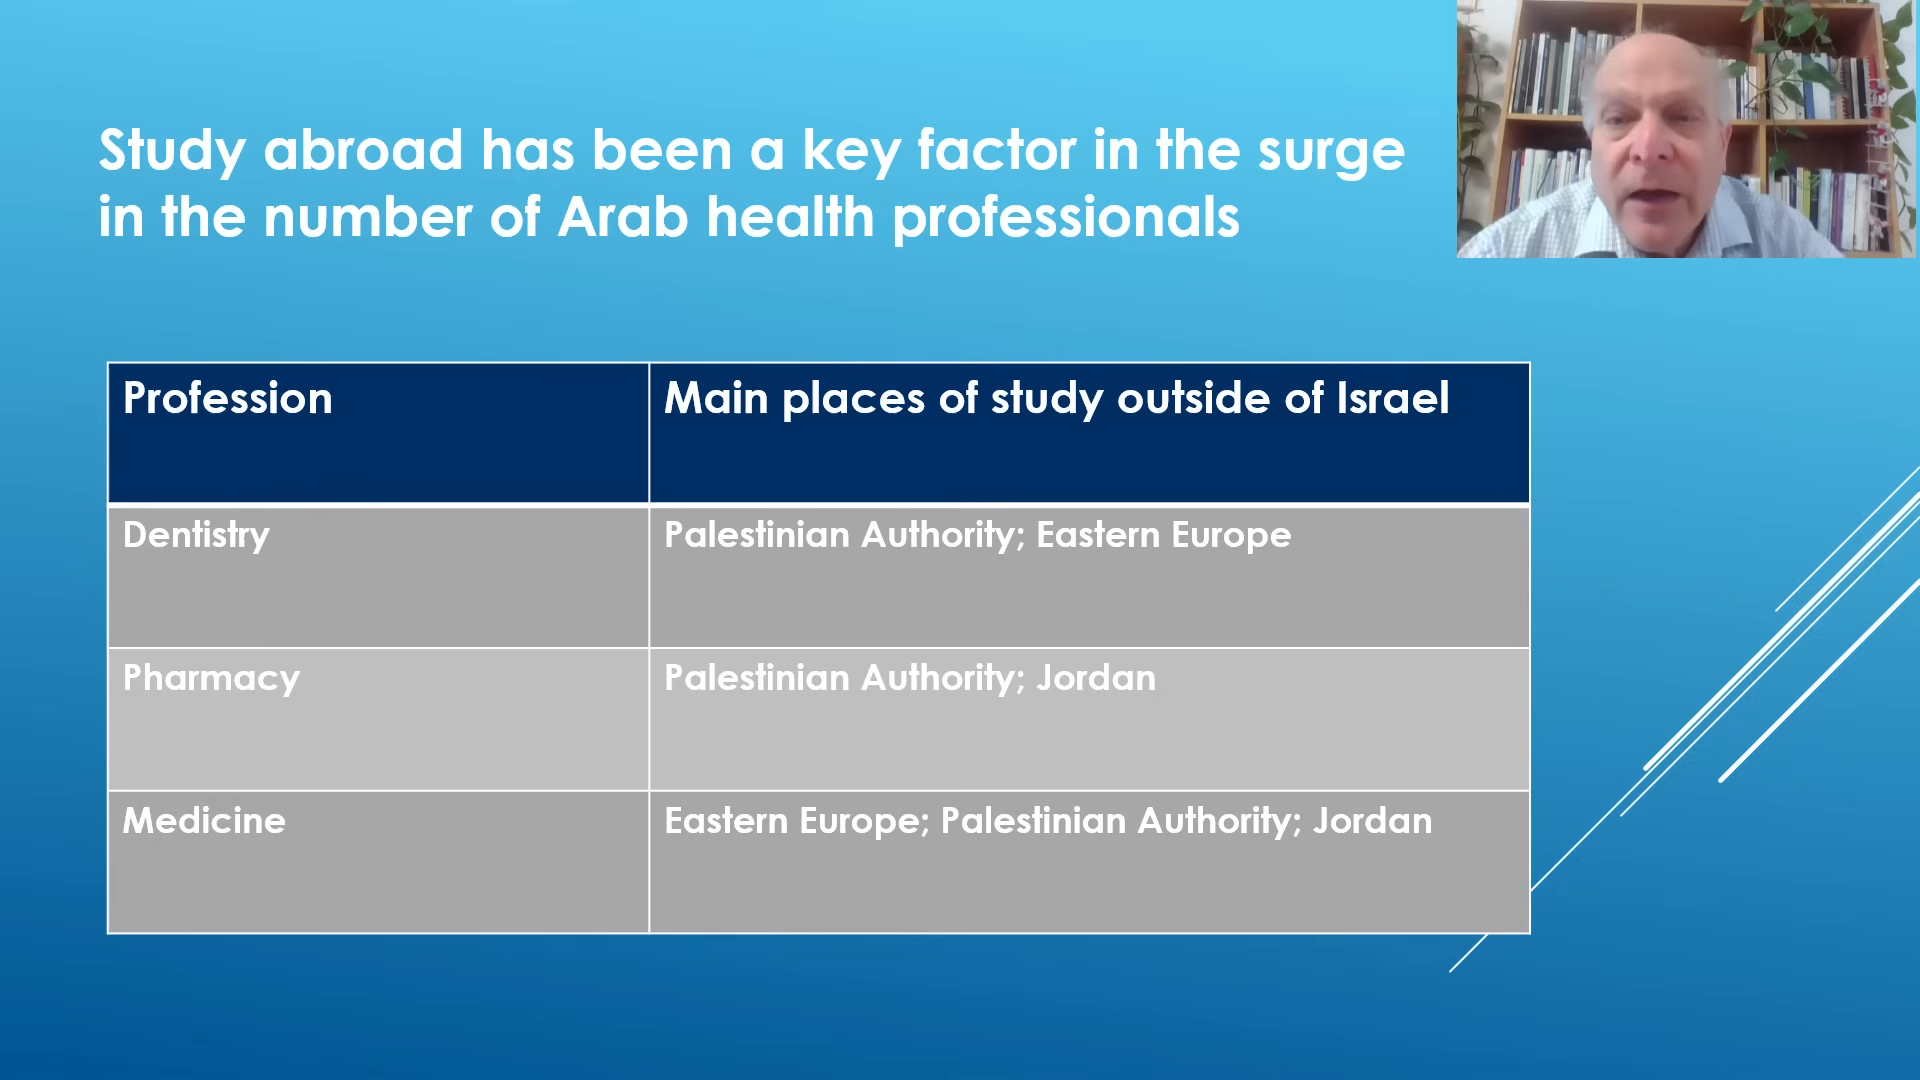 Study abroad has been a key factor in the surge
in the number of Arab health professionals
Profession
Main places of study outside of Israel
Dentistry
Palestinian Authority; Eastern Europe
Pharmacy
Palestinian Authority; Jordan
Medicine
Eastern Europe; Palestinian Authority; Jordan